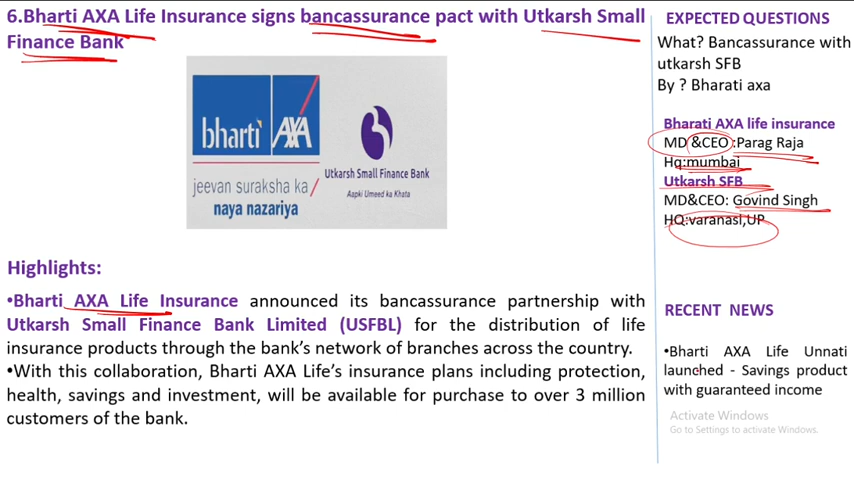 6.Bharti AXA Life Insurance signs bancassurance pact with Utkarsh Small
Finance Bank
bharti AXA
jeevan suraksha ka/
naya nazariya
Utkarsh Small Finance Bank
Aapki Umeed ka Khata
Highlights:
•Bharti AXA Life Insurance announced its bancassurance partnership with
Utkarsh Small Finance Bank Limited (USFBL) for the distribution of life
insurance products through the bank's network of branches across the country.
•With this collaboration, Bharti AXA Life's insurance plans including protection,
health, savings and investment, will be available for purchase to over 3 million
customers of the bank.
EXPECTED QUESTIONS
What? Bancassurance with
utkarsh SFB
By ? Bharati axa
Bharati AXA life insurance
MD &CEO :Parag Raja
Hq:mumbai
Utkarsh SFB
MD&CEO: Govind Singh
HQ:varanasi,UP
RECENT NEWS
•Bharti AXA Life Unnati
launched - Savings product
with guaranteed income
Activate Windows
Go to Settings to activate Windows.